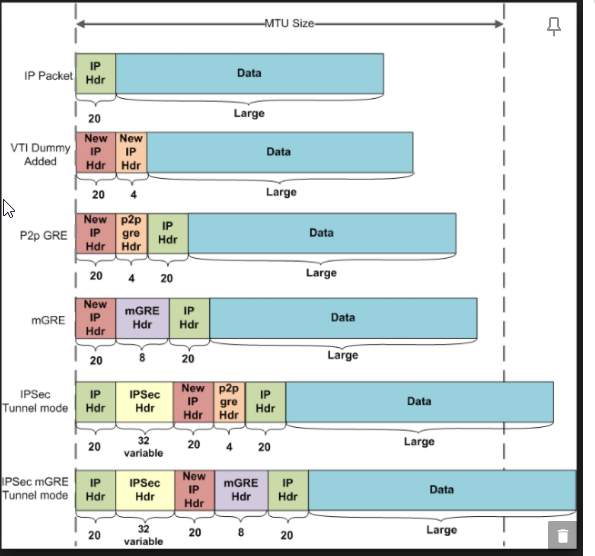 MTU Size
IP Packet
IP
Hdr
Data
20
Large
VTI Dummy
Added
New
IP
Hdr
New
IP
Hdr
Data
20
4
Large
P2p GRE
New
IP
Hdr
p2p
gre
Hdr
IP
Hdr
Data
20
4
20
Large
mGRE
New
IP
Hdr
mGRE
Hdr
IP
Hdr
Data
20
8
20
Large
IPSec
Tunnel mode
IP
Hdr
IPSec
Hdr
New
IP
Hdr
p2p
gre
Hdr
IP
Hdr
Data
20
32
variable
20
4
20
Large
IPSec mGRE
Tunnel mode
IP
Hdr
IPSec
Hdr
New
IP
Hdr
mGRE
Hdr
IP
Hdr
Data
20
32
variable
20
8
20
Large